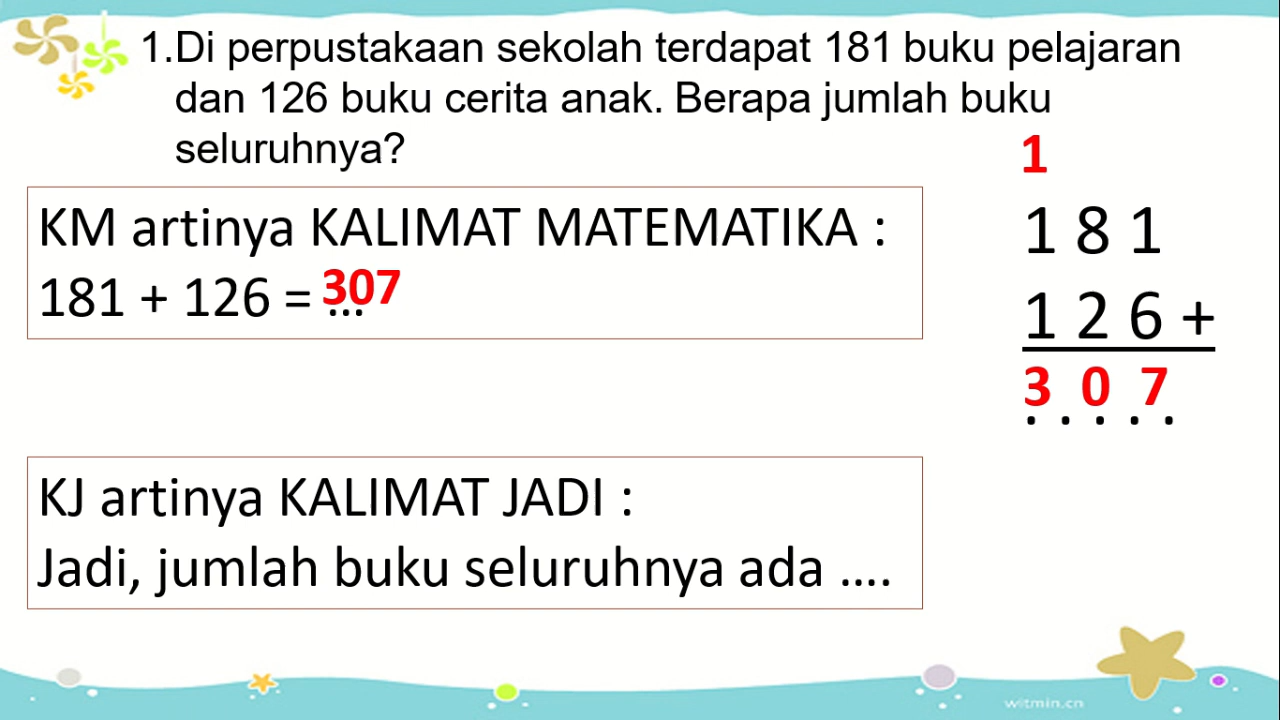 1.Di perpustakaan sekolah terdapat 181 buku pelajaran
dan 126 buku cerita anak. Berapa jumlah buku
seluruhnya?
KM artinya KALIMAT MATEMATIKA :
181 + 126 = ... 307
1
1 8 1
1 2 6 +
3 0 7
. . . . .
KJ artinya KALIMAT JADI :
Jadi, jumlah buku seluruhnya ada ....
witmin.cn